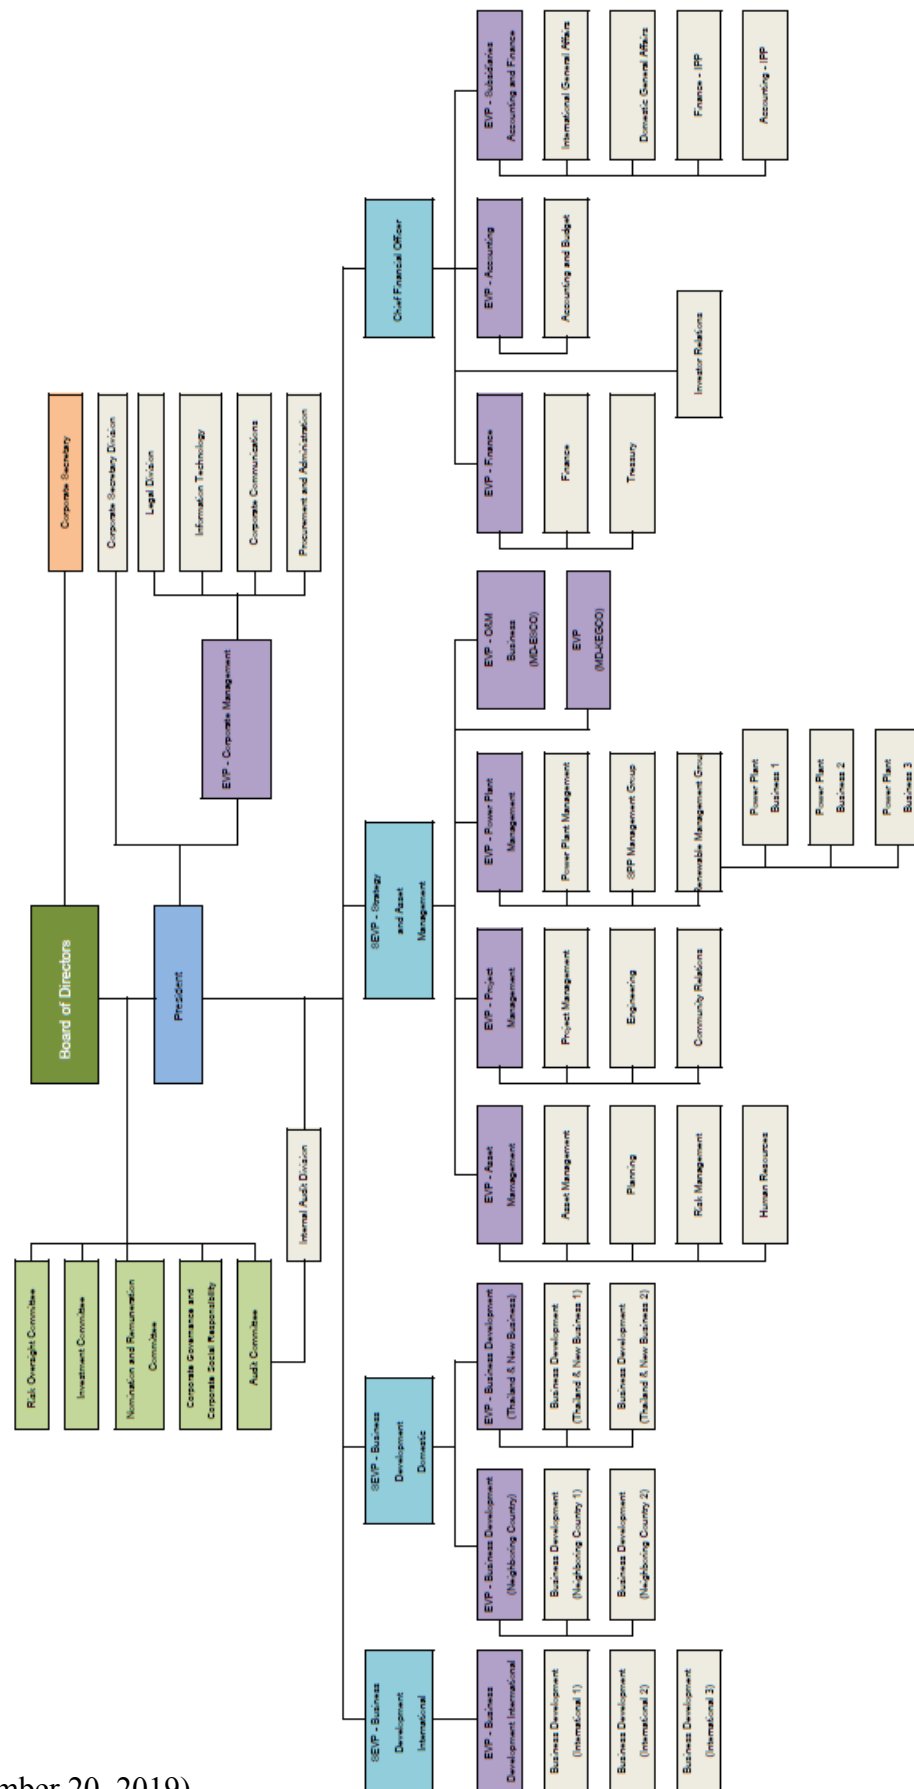 Board of Directors
Corporate Secretary
Risk Oversight Committee
Investment Committee
Nomination and Remuneration
Committee
Corporate Governance and
Corporate Social Responsibility
Audit Committee
President
Corporate Secretary Division
Legal Division
Information Technology
Corporate Communications
Procurement and Administration
EVP - Corporate Management
Internal Audit Division
SEVP - Business
Development
International
SEVP - Business
Development
Domestic
SEVP - Strategy
and Asset
Management
Chief Financial Officer
EVP - Business
Development International
Business Development
(International 1)
Business Development
(International 2)
Business Development
(International 3)
EVP - Business Development
(Neighboring Country)
Business Development
(Neighboring Country 1)
Business Development
(Neighboring Country 2)
EVP - Business Development
(Thailand & New Business)
Business Development
(Thailand & New Business 1)
Business Development
(Thailand & New Business 2)
EVP - Asset
Management
Asset Management
Planning
Risk Management
Human Resources
EVP - Project
Management
Project Management
Engineering
Community Relations
EVP - Power Plant
Management
Power Plant Management
SPP Management Group
Renewable Management Group
Power Plant
Business 1
Power Plant
Business 2
Power Plant
Business 3
EVP - O&M
Business
(MD-ESCO)
EVP
(MD-KEGCO)
EVP - Finance
Finance
Treasury
Investor Relations
EVP - Accounting
Accounting and Budget
EVP - Subsidiaries
Accounting and Finance
International General Affairs
Domestic General Affairs
Finance - IPP
Accounting - IPP
mber 20, 2019)